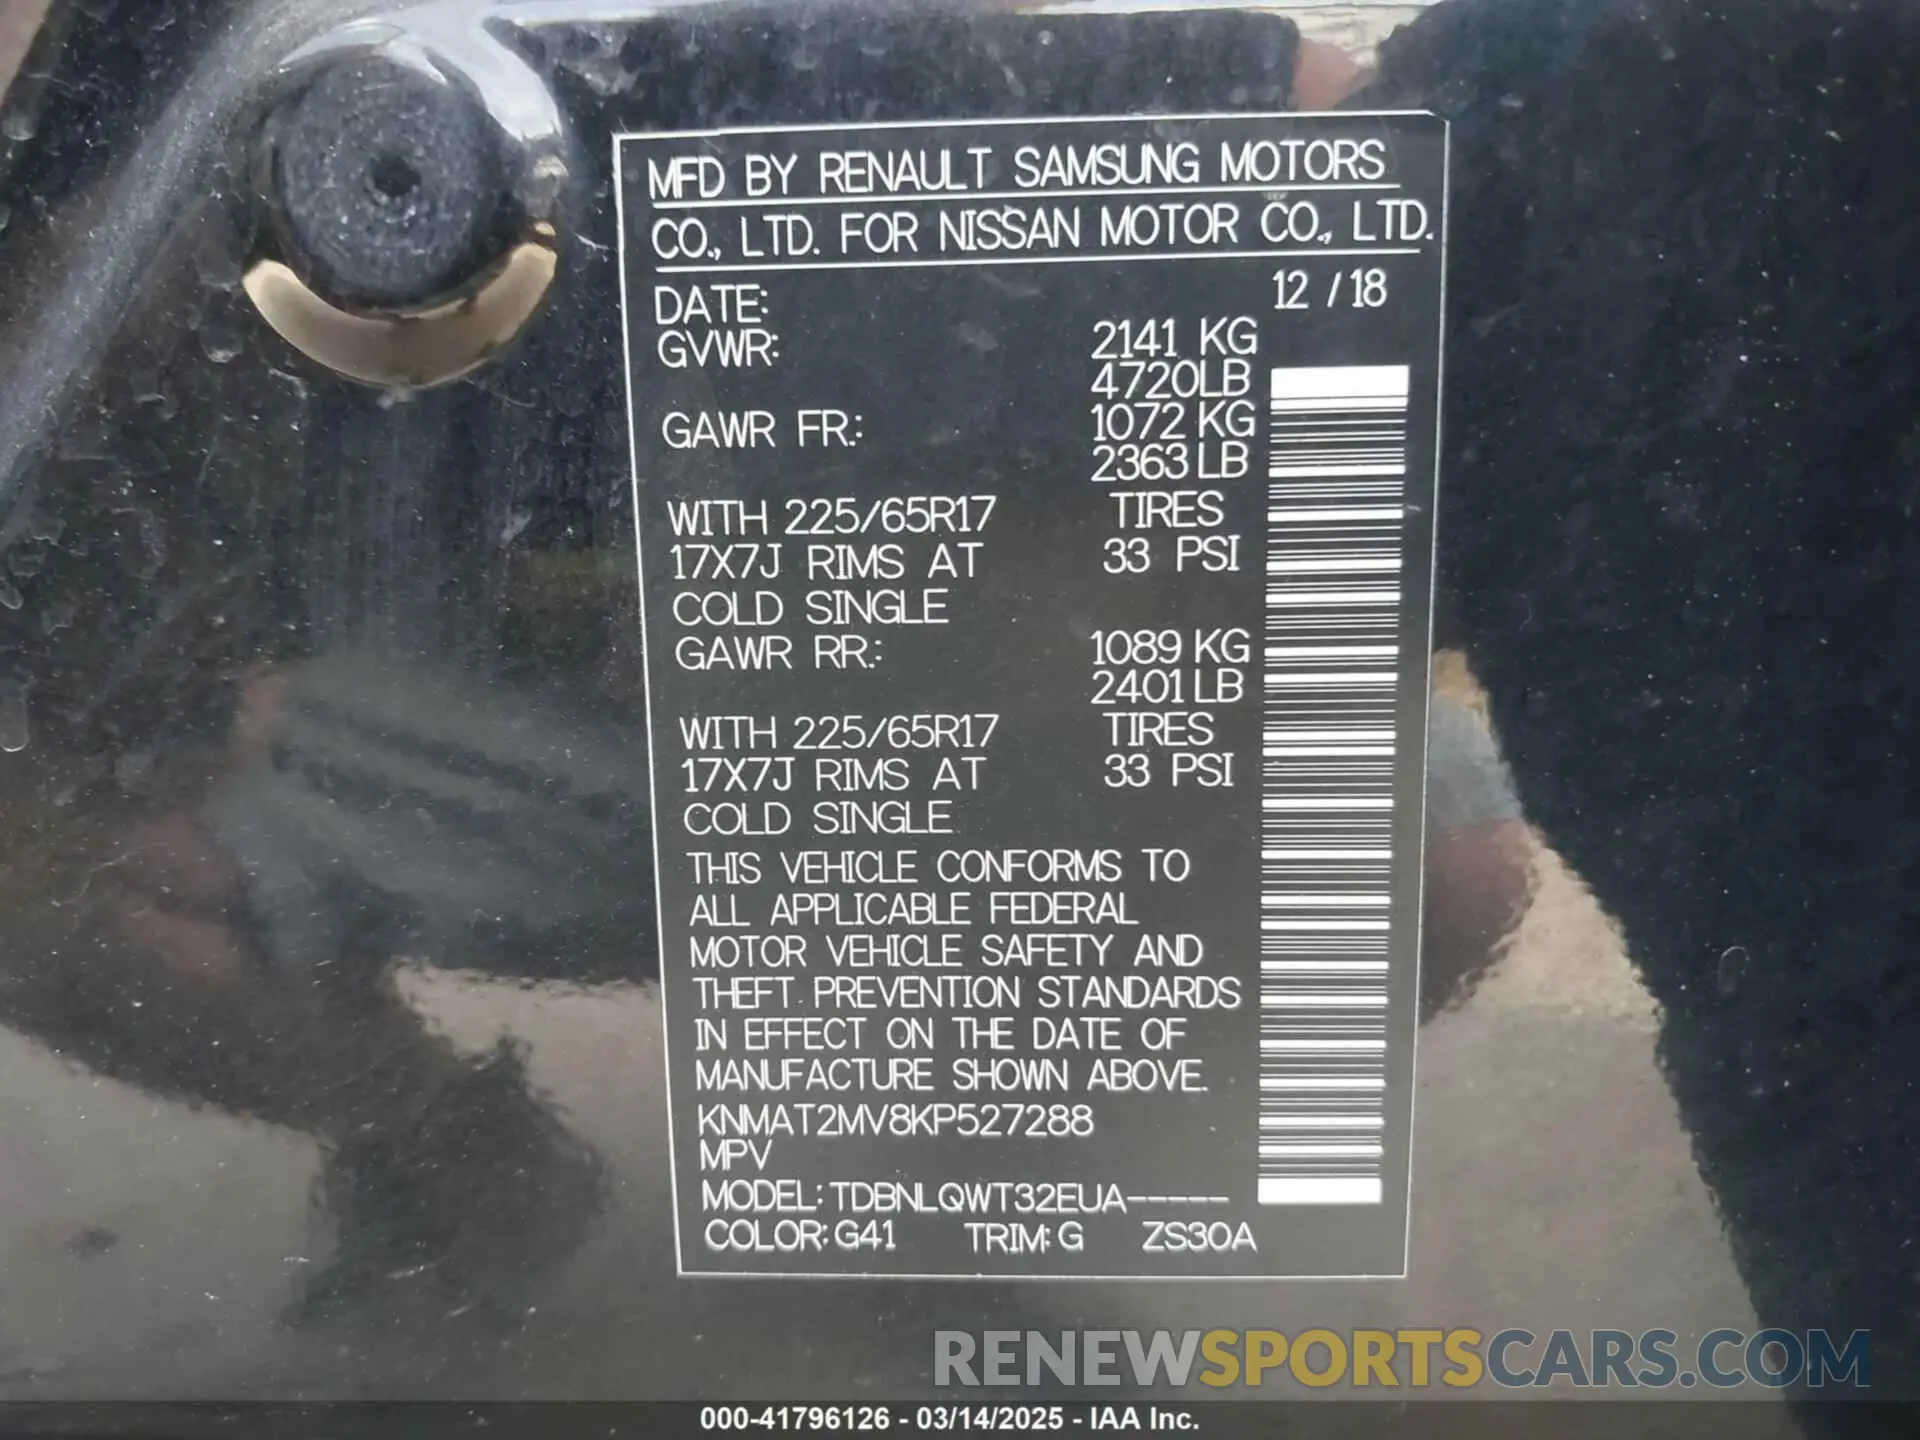 MFD BY RENAULT SAMSUNG MOTORS
CO., LTD. FOR NISSAN MOTOR CO., LTD.
DATE: 12 / 18
GVWR: 2141 KG
4720LB
GAWR FR.: 1072 KG
2363 LB
WITH 225/65R17 TIRES
17X7J RIMS AT 33 PSI
COLD SINGLE
GAWR RR.: 1089 KG
2401 LB
WITH 225/65R17 TIRES
17X7J RIMS AT 33 PSI
COLD SINGLE
THIS VEHICLE CONFORMS TO
ALL APPLICABLE FEDERAL
MOTOR VEHICLE SAFETY AND
THEFT PREVENTION STANDARDS
IN EFFECT ON THE DATE OF
MANUFACTURE SHOWN ABOVE.
KNMAT2MV8KP527288
MPV
MODEL: TDBNLQWT32EUA-----
COLOR: G41 TRIM: G ZS30A
RENEWSPORTSCARS.COM
000-41796126 - 03/14/2025 - IAA Inc.